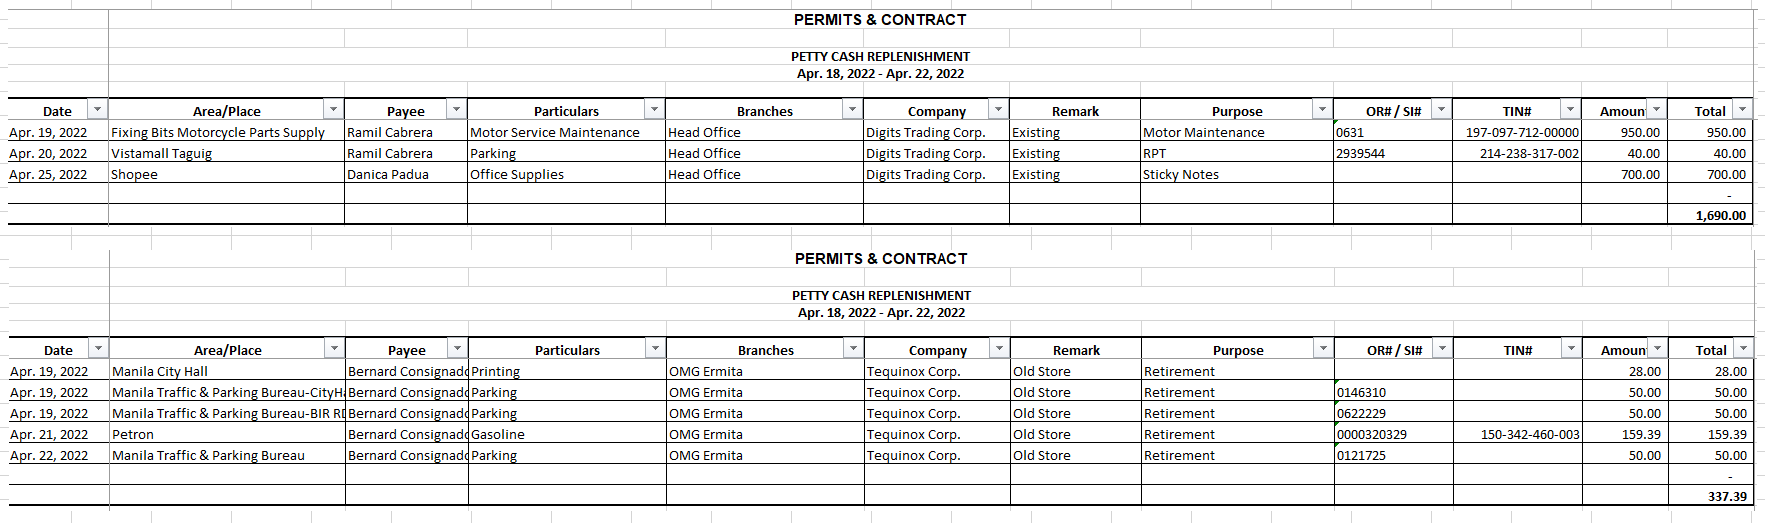 PERMITS & CONTRACT
PETTY CASH REPLENISHMENT
Apr. 18, 2022 - Apr. 22, 2022
Date Area/Place Payee Particulars Branches Company Remark Purpose OR# / SI# TIN# Amoun Total
Apr. 19, 2022 Fixing Bits Motorcycle Parts Supply Ramil Cabrera Motor Service Maintenance Head Office Digits Trading Corp. Existing Motor Maintenance 0631 197-097-712-00000 950.00 950.00
Apr. 20, 2022 Vistamall Taguig Ramil Cabrera Parking Head Office Digits Trading Corp. Existing RPT 2939544 214-238-317-002 40.00 40.00
Apr. 25, 2022 Shopee Danica Padua Office Supplies Head Office Digits Trading Corp. Existing Sticky Notes 700.00 700.00
-
1,690.00
PERMITS & CONTRACT
PETTY CASH REPLENISHMENT
Apr. 18, 2022 - Apr. 22, 2022
Date Area/Place Payee Particulars Branches Company Remark Purpose OR# / SI# TIN# Amoun Total
Apr. 19, 2022 Manila City Hall Bernard Consignado Printing OMG Ermita Tequinox Corp. Old Store Retirement 28.00 28.00
Apr. 19, 2022 Manila Traffic & Parking Bureau-CityHa Bernard Consignado Parking OMG Ermita Tequinox Corp. Old Store Retirement 0146310 50.00 50.00
Apr. 19, 2022 Manila Traffic & Parking Bureau-BIR RD Bernard Consignado Parking OMG Ermita Tequinox Corp. Old Store Retirement 0622229 50.00 50.00
Apr. 21, 2022 Petron Bernard Consignado Gasoline OMG Ermita Tequinox Corp. Old Store Retirement 0000320329 150-342-460-003 159.39 159.39
Apr. 22, 2022 Manila Traffic & Parking Bureau Bernard Consignado Parking OMG Ermita Tequinox Corp. Old Store Retirement 0121725 50.00 50.00
-
337.39